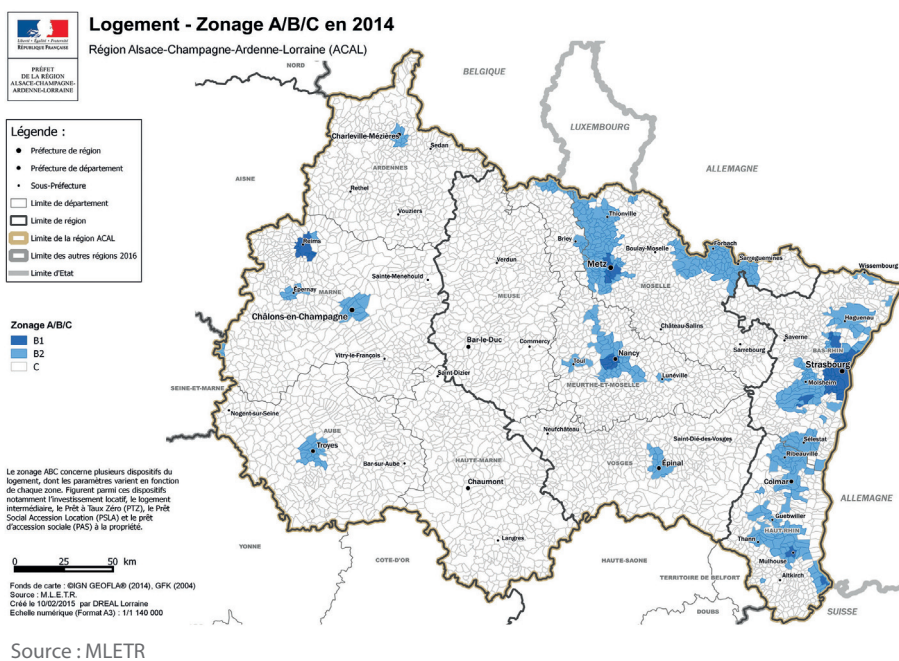 Logement - Zonage A/B/C en 2014
Région Alsace-Champagne-Ardenne-Lorraine (ACAL)
Liberté • Égalité • Fraternité
RÉPUBLIQUE FRANÇAISE
PRÉFET
DE LA RÉGION
ALSACE-CHAMPAGNE-
ARDENNE-LORRAINE
Légende :
Préfecture de région
Préfecture de département
Sous-Préfecture
Limite de département
Limite de région
Limite de la région ACAL
Limite des autres régions 2016
Limite d'Etat
Zonage A/B/C
B1
B2
C
NORD
BELGIQUE
LUXEMBOURG
ALLEMAGNE
AISNE
Charleville-Mézières
Sedan
ARDENNES
Rethel
Vouziers
Reims
Sainte-Menehould
Épernay
MARNE
Châlons-en-Champagne
Vitry-le-François
Saint-Dizier
SEINE-ET-MARNE
Nogent-sur-Seine
AUBE
Troyes
Bar-sur-Aube
HAUTE-MARNE
Chaumont
Langres
Verdun
MEUSE
Bar-le-Duc
Commercy
Thionville
Briey
Boulay-Moselle
Forbach
Sarreguemines
Metz
MOSELLE
Château-Salins
Sarrebourg
Nancy
Toul
Lunéville
MEURTHE-ET-MOSELLE
Neufchâteau
Saint-Dié-des-Vosges
VOSGES
Épinal
Wissembourg
Haguenau
Saverne
BAS-RHIN
Strasbourg
Molsheim
Sélestat
Ribeauvillé
Colmar
ALLEMAGNE
Guebwiller
HAUT-RHIN
Thann
Mulhouse
Altkirch
YONNE
COTE-D'OR
HAUTE-SAONE
TERRITOIRE DE BELFORT
DOUBS
SUISSE
Le zonage ABC concerne plusieurs dispositifs du
logement, dont les paramètres varient en fonction
de chaque zone. Figurent parmi ces dispositifs
notamment l'investissement locatif, le logement
intermédiaire, le Prêt à Taux Zéro (PTZ), le Prêt
Social Accession Location (PSLA) et le prêt
d'accession sociale (PAS) à la propriété.
0 25 50 km
Fonds de carte : ©IGN GEOFLA® (2014), GFK (2004)
Source : M.L.E.T.R.
Créé le 10/02/2015 par DREAL Lorraine
Echelle numérique (Format A3) : 1/1 140 000
Source : MLETR